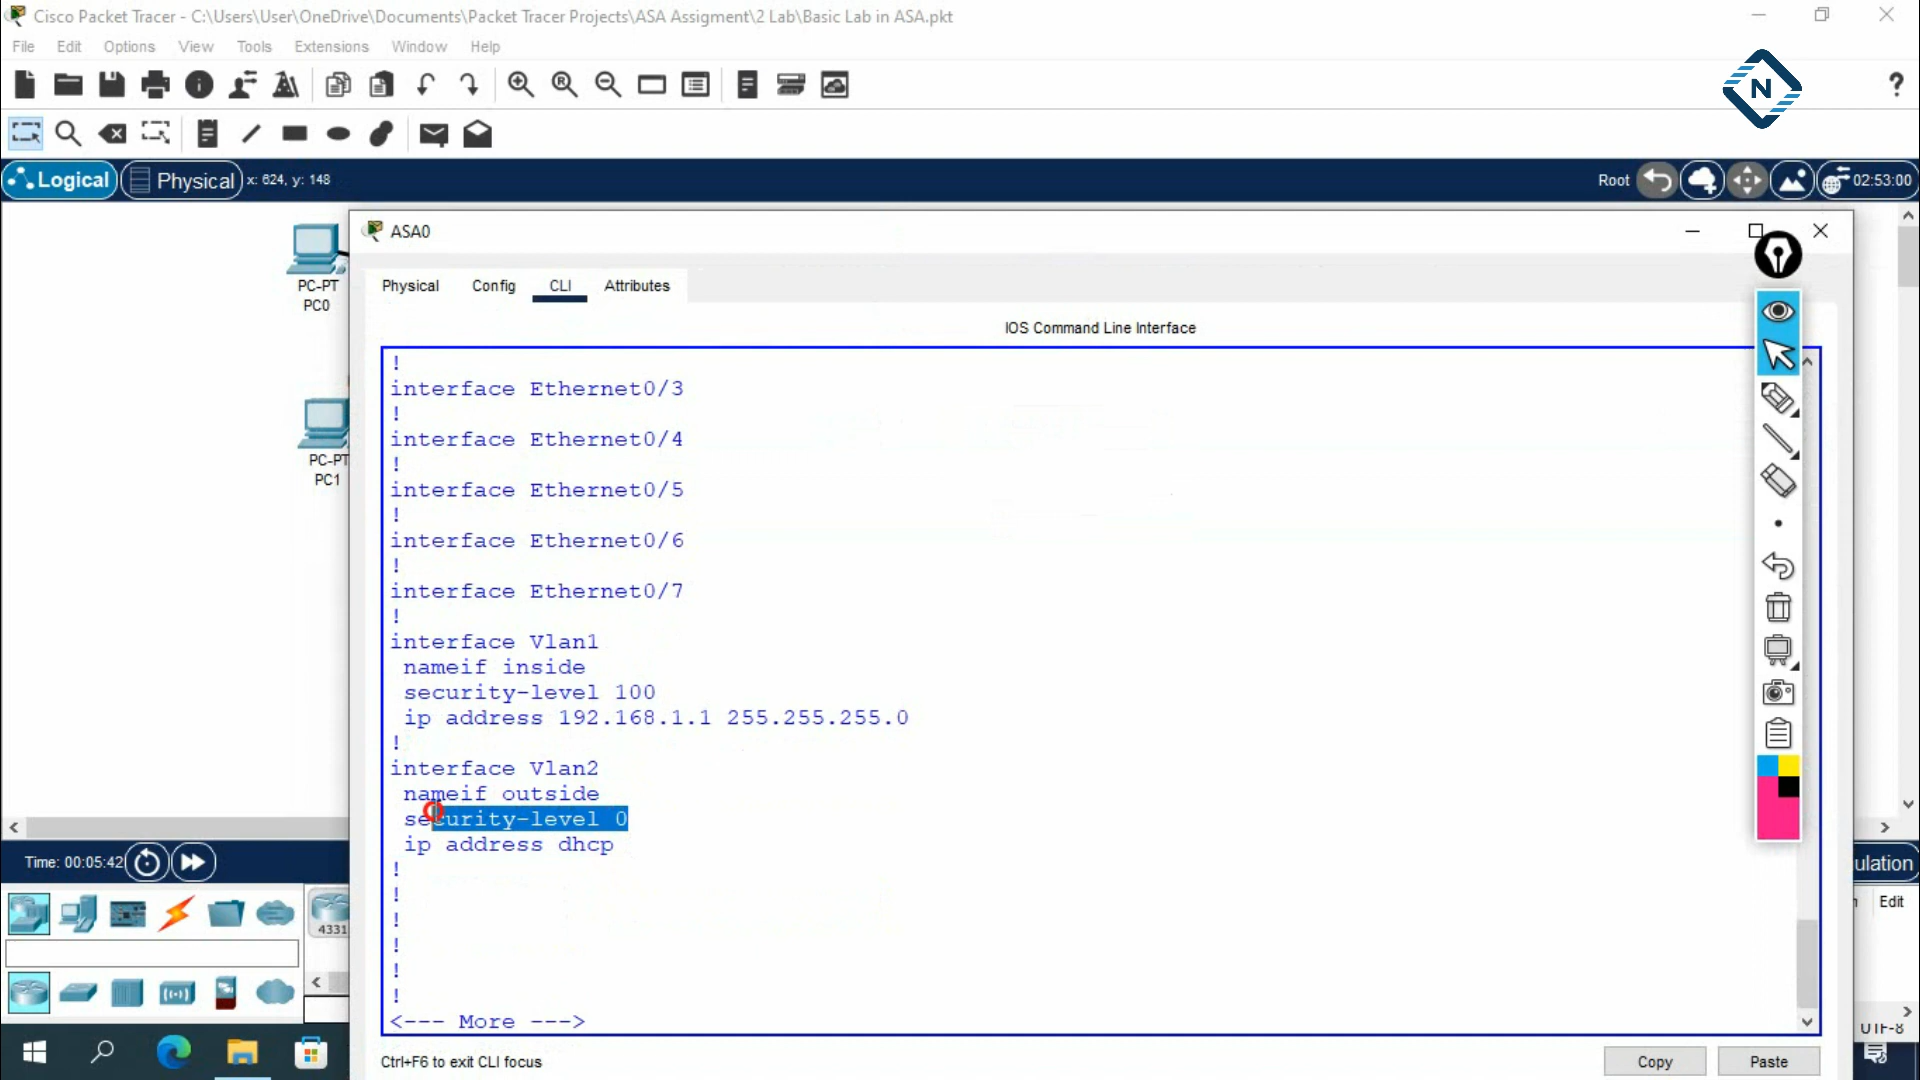 Cisco Packet Tracer - C:\Users\User\OneDrive\Documents\Packet Tracer Projects\ASA Assigment\2 Lab\Basic Lab in ASA.pkt
File Edit Options View Tools Extensions Window Help
N
?
Logical Physical x: 624, y: 148 Root 02:53:00
PC-PT
PC0
PC-PT
PC1
ASA0
Physical Config CLI Attributes
IOS Command Line Interface
!
interface Ethernet0/3
!
interface Ethernet0/4
!
interface Ethernet0/5
!
interface Ethernet0/6
!
interface Ethernet0/7
!
interface Vlan1
nameif inside
security-level 100
ip address 192.168.1.1 255.255.255.0
!
interface Vlan2
nameif outside
security-level 0
ip address dhcp
!
!
!
!
!
!
<--- More --->
Ctrl+F6 to exit CLI focus
Copy Paste
Time: 00:05:42
4331
ulation
Edit
UTF-8